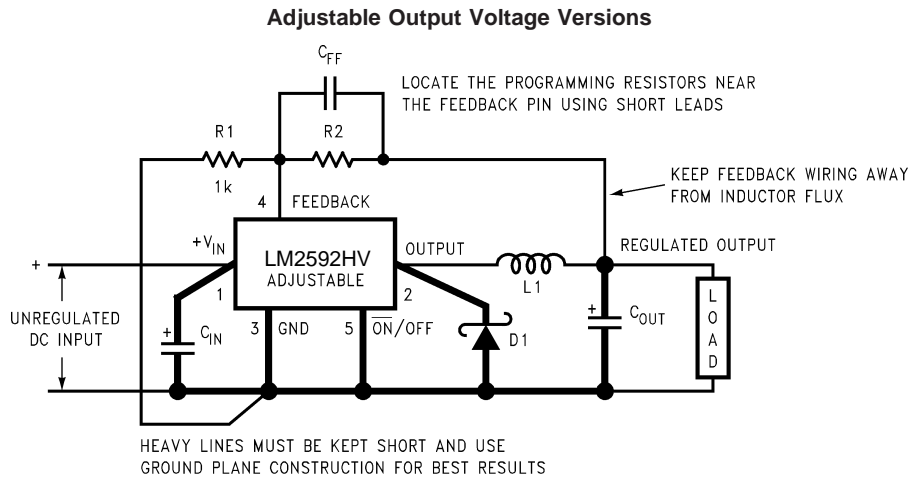 Adjustable Output Voltage Versions
CFF
LOCATE THE PROGRAMMING RESISTORS NEAR
THE FEEDBACK PIN USING SHORT LEADS
R1
R2
1k
KEEP FEEDBACK WIRING AWAY
FROM INDUCTOR FLUX
4 FEEDBACK
+VIN
LM2592HV
ADJUSTABLE
OUTPUT
REGULATED OUTPUT
+
1
2
L1
UNREGULATED
DC INPUT
+
CIN
3 GND
5 ON/OFF
D1
+
COUT
LOAD
HEAVY LINES MUST BE KEPT SHORT AND USE
GROUND PLANE CONSTRUCTION FOR BEST RESULTS